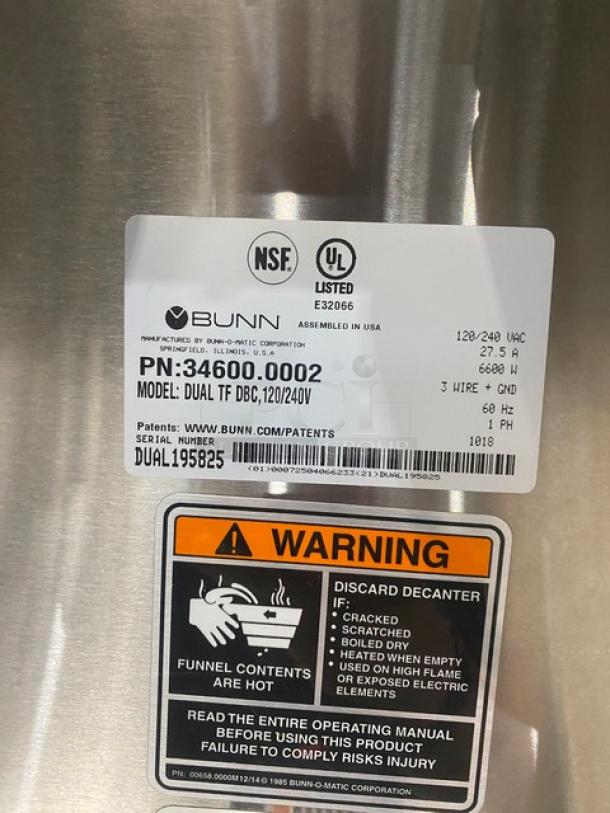 NSF®
UL
LISTED
E32066
BUNN
ASSEMBLED IN USA
MANUFACTURED BY BUNN-O-MATIC CORPORATION
SPRINGFIELD, ILLINOIS, U.S.A
PN:34600.0002
MODEL: DUAL TF DBC,120/240V
120/240 VAC
27.5 A
6600 W
3 WIRE + GND
60 Hz
1 PH
1018
Patents: WWW.BUNN.COM/PATENTS
SERIAL NUMBER
DUAL195825
(01)00072504066233(21)DUAL195825
WARNING
FUNNEL CONTENTS
ARE HOT
DISCARD DECANTER
IF:
• CRACKED
• SCRATCHED
• BOILED DRY
• HEATED WHEN EMPTY
• USED ON HIGH FLAME
OR EXPOSED ELECTRIC
ELEMENTS
READ THE ENTIRE OPERATING MANUAL
BEFORE USING THIS PRODUCT
FAILURE TO COMPLY RISKS INJURY
PN: 00658.0000M 12/14 © 1985 BUNN-O-MATIC CORPORATION